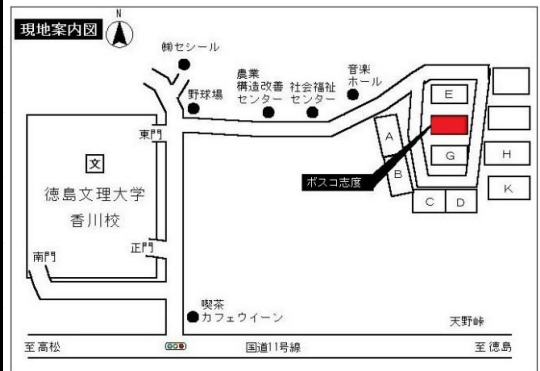 現地案内図
N
㈱セシール
野球場
農業
構造改善
センター
社会福祉
センター
音楽
ホール
東門
文
徳島文理大学
香川校
正門
南門
ボスコ志度
A
B
C
D
E
G
H
K
喫茶
カフェウイーン
天野峠
至高松
国道11号線
至徳島